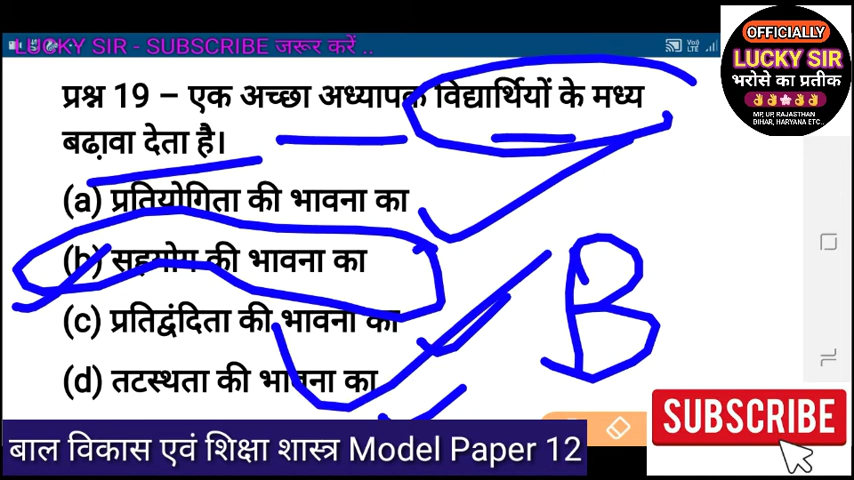 LUCKY SIR - SUBSCRIBE जरूर करें ..
OFFICIALLY
LUCKY SIR
भरोसे का प्रतीक
MP, UP, RAJASTHAN
BIHAR, HARYANA ETC..
प्रश्न 19 – एक अच्छा अध्यापक विद्यार्थियों के मध्य
बढा़वा देता है।
(a) प्रतियोगिता की भावना का
(b) सहयोग की भावना का
(c) प्रतिद्वंदिता की भावना का
(d) तटस्थता की भावना का
B
SUBSCRIBE
बाल विकास एवं शिक्षा शास्त्र Model Paper 12